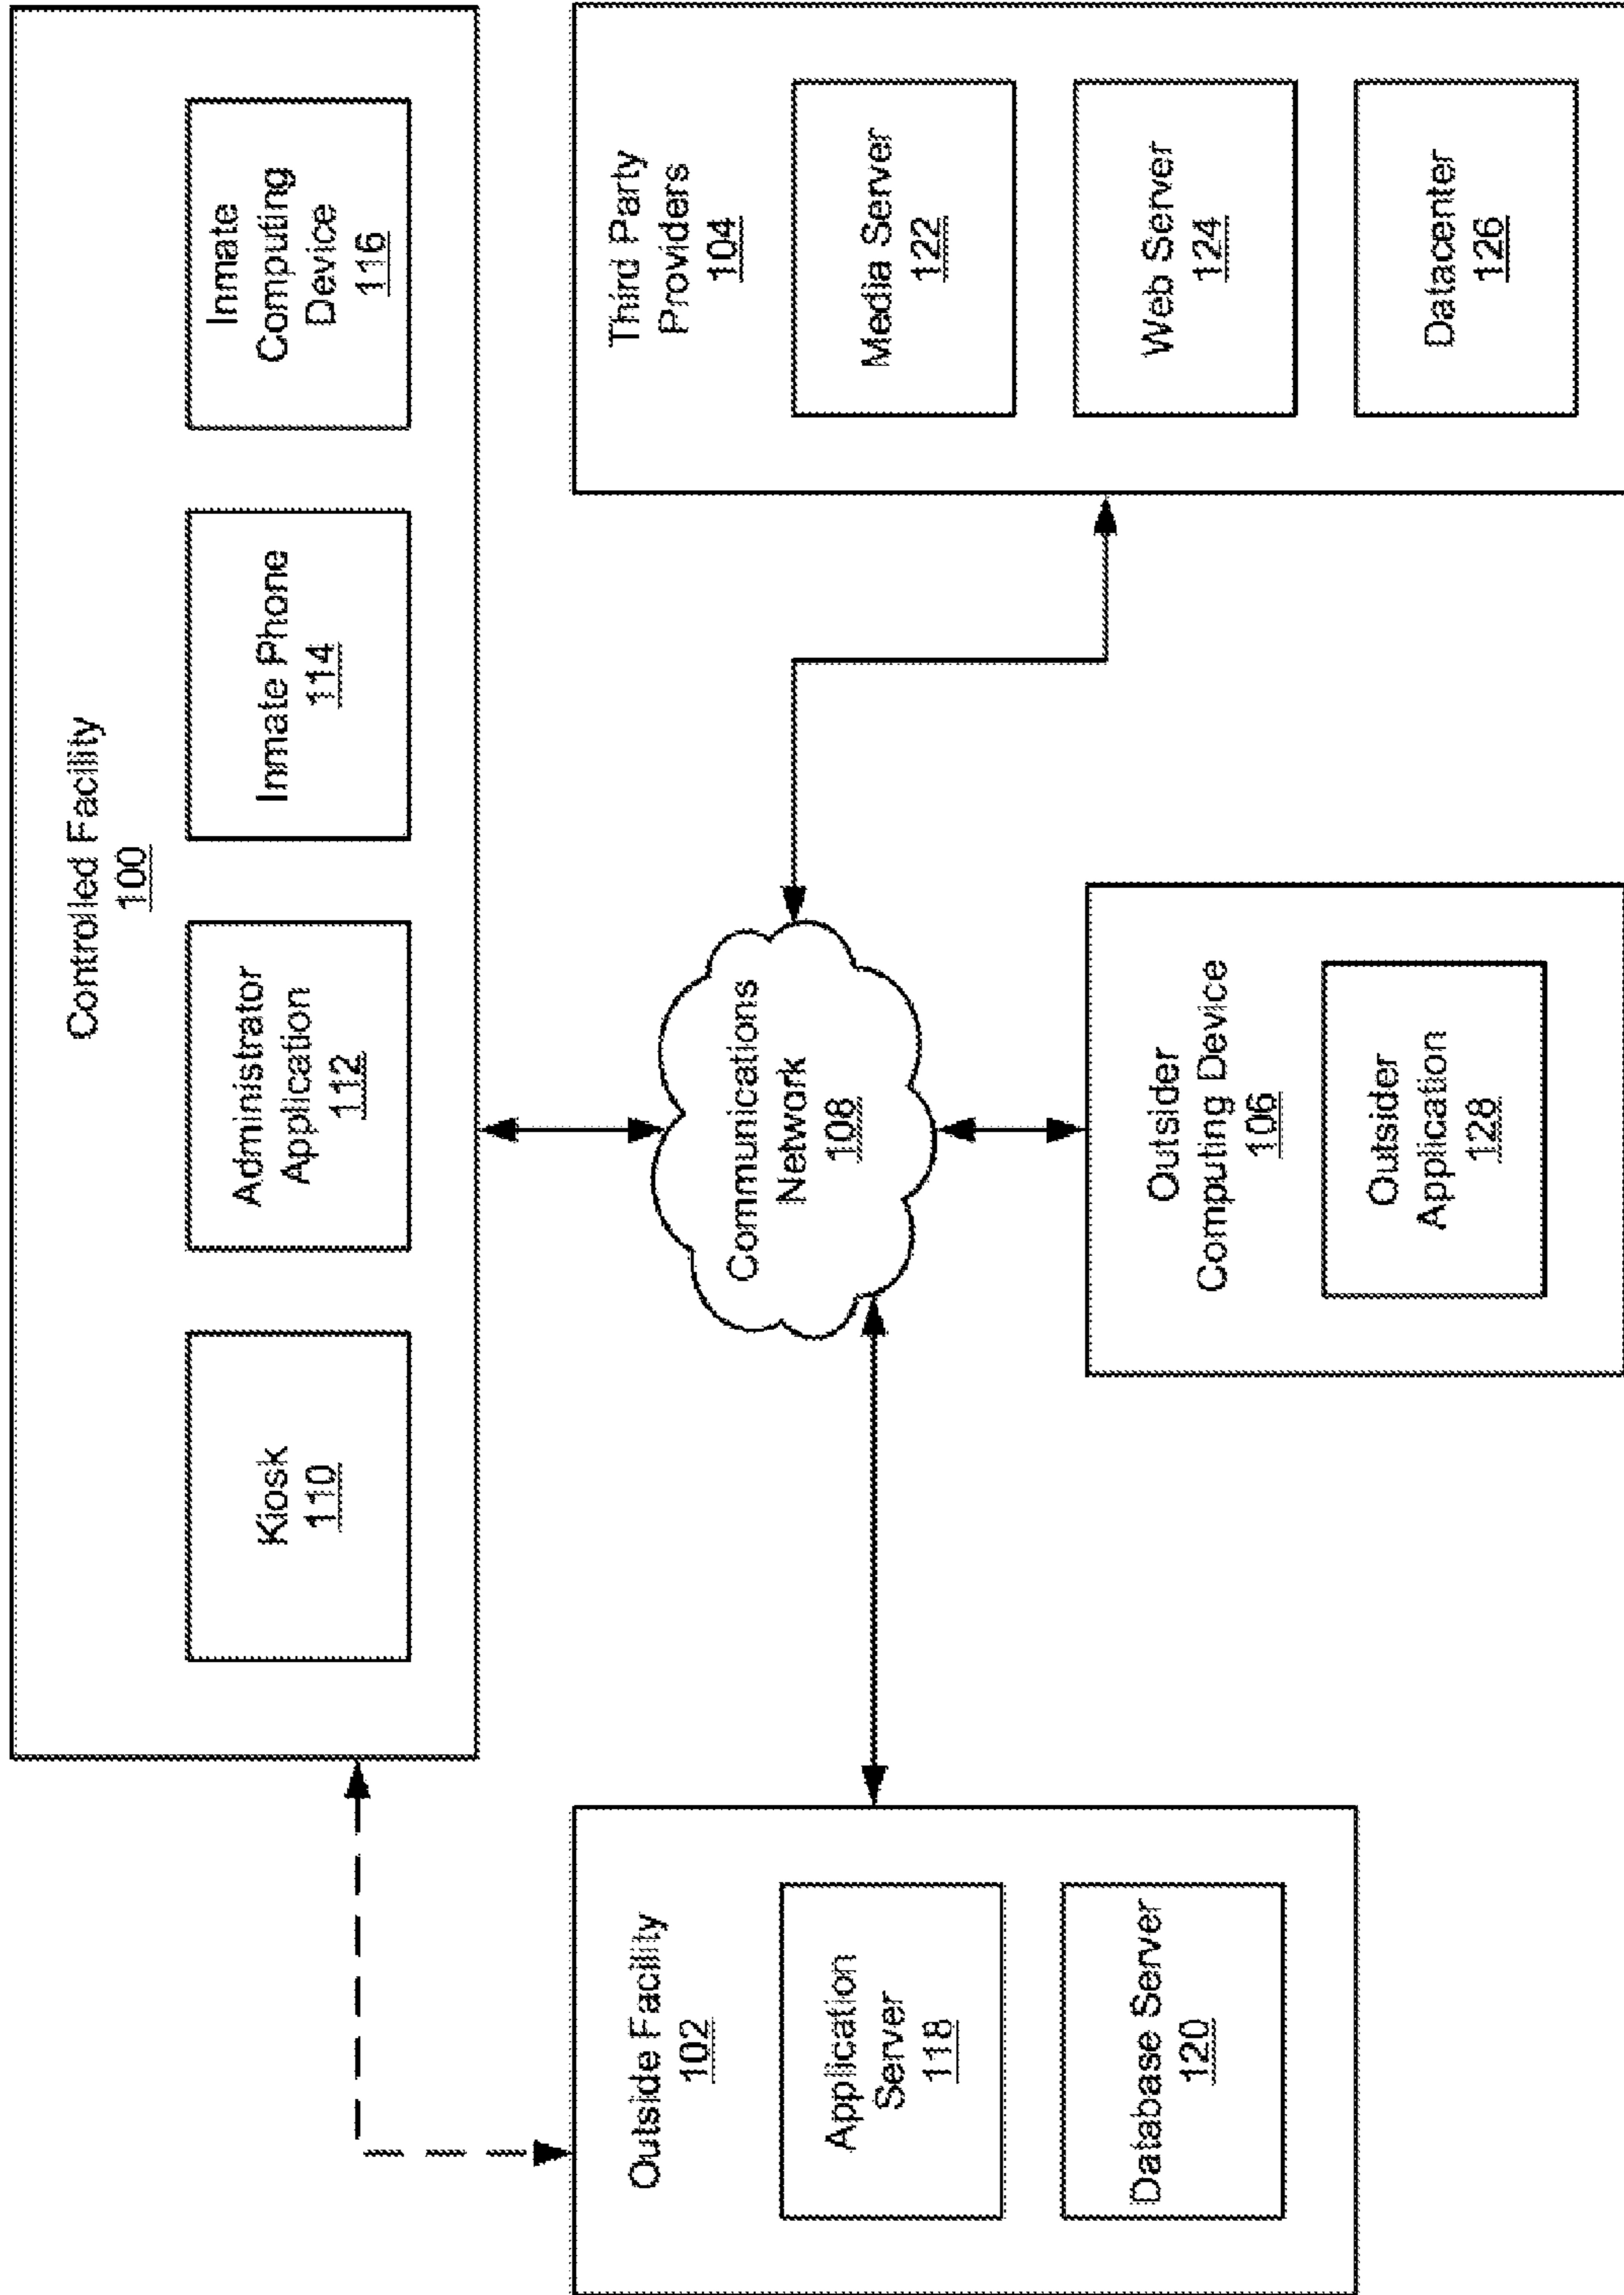 Controlled Facility
100
Kiosk
110
Administrator
Application
112
Inmate Phone
114
Inmate
Computing
Device
116
Outside Facility
102
Application
Server
118
Database Server
120
Communications
Network
108
Outsider
Computing Device
106
Outsider
Application
128
Third Party
Providers
104
Media Server
122
Web Server
124
Datacenter
126